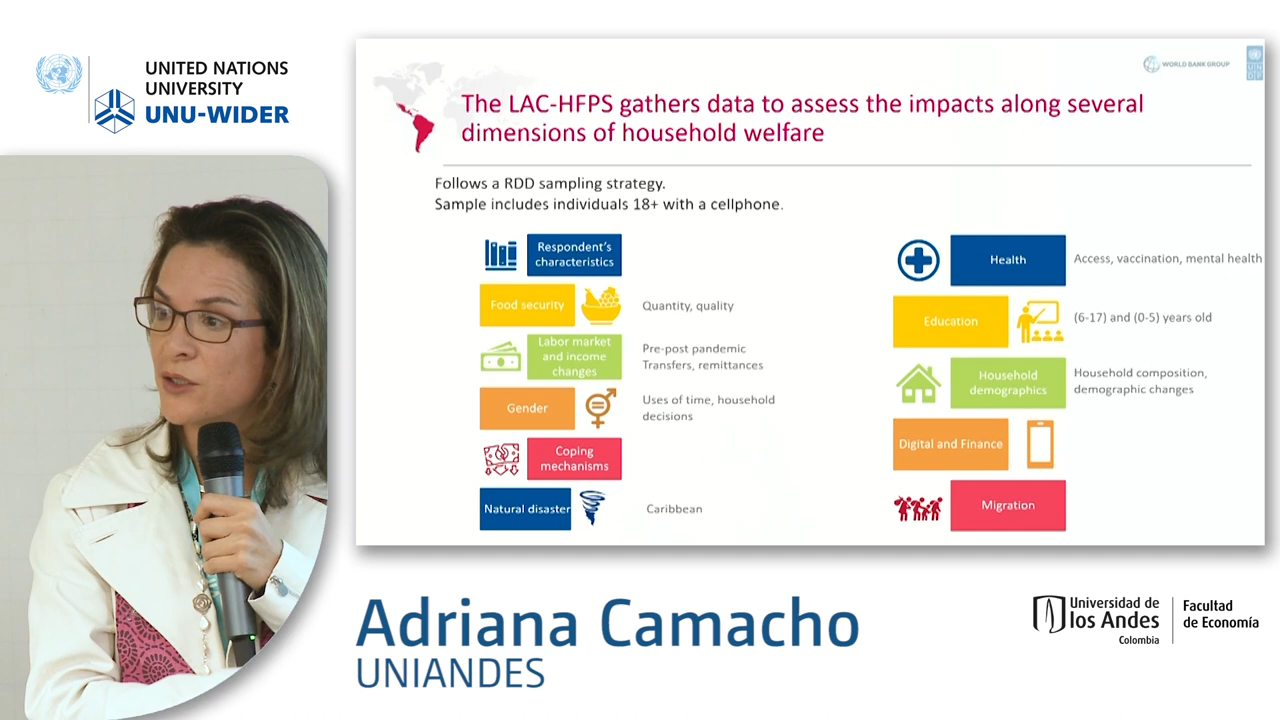 UNITED NATIONS
UNIVERSITY
UNU-WIDER
WORLD BANK GROUP
UN
DP
The LAC-HFPS gathers data to assess the impacts along several
dimensions of household welfare
Follows a RDD sampling strategy.
Sample includes individuals 18+ with a cellphone.
Respondent's
characteristics
Food security
Quantity, quality
Labor market
and income
changes
Pre-post pandemic
Transfers, remittances
Gender
Uses of time, household
decisions
Coping
mechanisms
Natural disaster
Caribbean
Health
Access, vaccination, mental health
Education
(6-17) and (0-5) years old
Household
demographics
Household composition,
demographic changes
Digital and Finance
Migration
Adriana Camacho
UNIANDES
Universidad de
los Andes
Colombia
Facultad
de Economía